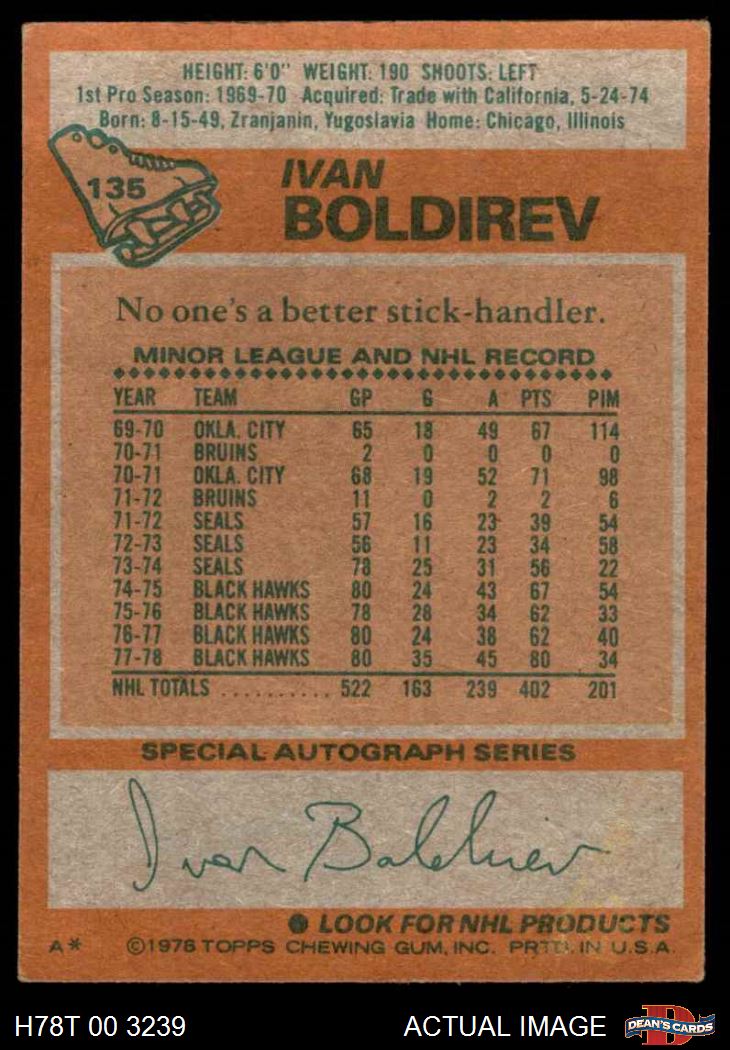 HEIGHT: 6'0" WEIGHT: 190 SHOOTS: LEFT
1st Pro Season: 1969-70 Acquired: Trade with California, 5-24-74
Born: 8-15-49, Zranjanin, Yugoslavia Home: Chicago, Illinois
135
IVAN
BOLDIREV
No one's a better stick-handler.
MINOR LEAGUE AND NHL RECORD
YEAR TEAM GP G A PTS PIM
69-70 OKLA. CITY 65 18 49 67 114
70-71 BRUINS 2 0 0 0 0
70-71 OKLA. CITY 68 19 52 71 98
71-72 BRUINS 11 0 2 2 6
71-72 SEALS 57 16 23 39 54
72-73 SEALS 56 11 23 34 58
73-74 SEALS 78 25 31 56 22
74-75 BLACK HAWKS 80 24 43 67 54
75-76 BLACK HAWKS 78 28 34 62 33
76-77 BLACK HAWKS 80 24 38 62 40
77-78 BLACK HAWKS 80 35 45 80 34
NHL TOTALS .......... 522 163 239 402 201
SPECIAL AUTOGRAPH SERIES
Ivan Boldirev
● LOOK FOR NHL PRODUCTS
A* ©1978 TOPPS CHEWING GUM, INC. PRTD. IN U.S.A.
H78T 00 3239 ACTUAL IMAGE
D
DEAN'S CARDS